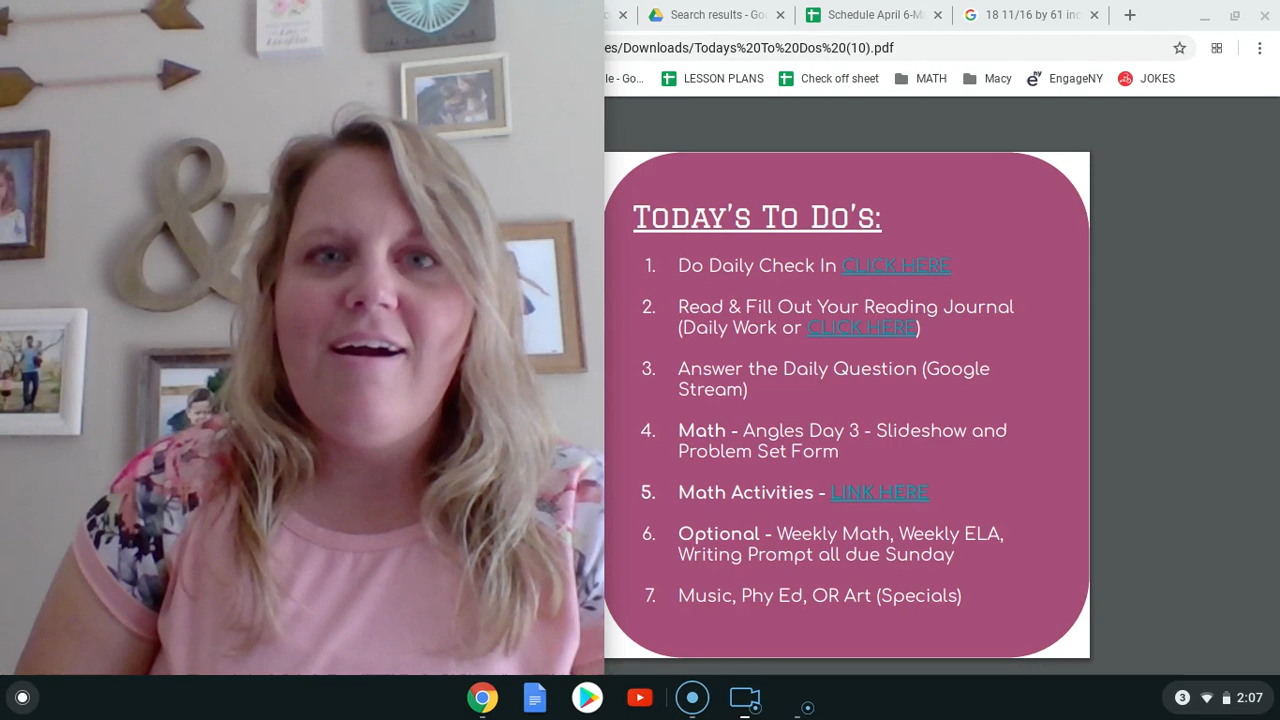 Search results - Go
Schedule April 6-M
18 11/16 by 61 inc
es/Downloads/Todays%20To%20Dos%20(10).pdf
le - Go...
LESSON PLANS
Check off sheet
MATH
Macy
EngageNY
JOKES
TODAY'S TO DO'S:
1. Do Daily Check In CLICK HERE
2. Read & Fill Out Your Reading Journal
(Daily Work or CLICK HERE)
3. Answer the Daily Question (Google
Stream)
4. Math - Angles Day 3 - Slideshow and
Problem Set Form
5. Math Activities - LINK HERE
6. Optional - Weekly Math, Weekly ELA,
Writing Prompt all due Sunday
7. Music, Phy Ed, OR Art (Specials)
3
2:07